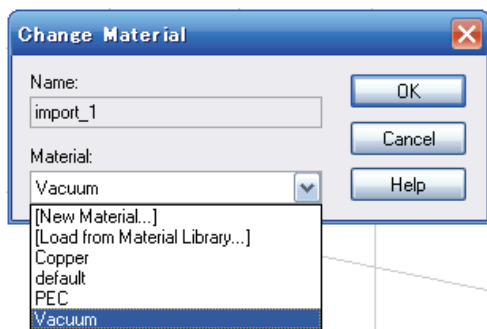 Change Material
Name:
import_1
OK
Cancel
Material:
Vacuum
Help
[New Material...]
[Load from Material Library...]
Copper
default
PEC
Vacuum